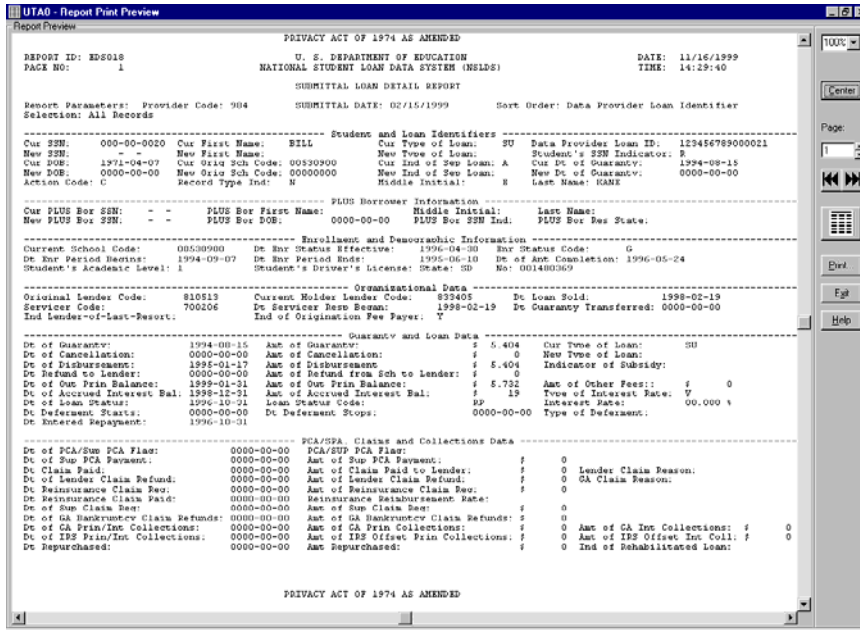 UTA0 - Report Print Preview
Report Preview
PRIVACY ACT OF 1974 AS AMENDED
REPORT ID: EDS018 U. S. DEPARTMENT OF EDUCATION DATE: 11/16/1999
PAGE NO: 1 NATIONAL STUDENT LOAN DATA SYSTEM (NSLDS) TIME: 14:29:40
SUBMITTAL LOAN DETAIL REPORT
Report Parameters: Provider Code: 984 SUBMITTAL DATE: 02/15/1999 Sort Order: Data Provider Loan Identifier
Selection: All Records
Student and Loan Identifiers
Cur SSN: 000-00-0020 Cur First Name: BILL Cur Type of Loan: SU Data Provider Loan ID: 123456789000021
New SSN: - - New First Name: New Type of Loan: Student's SSN Indicator: R
Cur DOB: 1971-04-07 Cur Orig Sch Code: 00530900 Cur Ind of Sep Loan: A Cur Dt of Guaranty: 1994-08-15
New DOB: 0000-00-00 New Orig Sch Code: 00000000 New Ind of Sep Loan: New Dt of Guaranty: 0000-00-00
Action Code: C Record Type Ind: N Middle Initial: E Last Name: KANE
PLUS Borrower Information
Cur PLUS Bor SSN: - - PLUS Bor First Name: Middle Initial: Last Name:
New PLUS Bor SSN: - - PLUS Bor DOB: 0000-00-00 PLUS Bor SSN Ind: PLUS Bor Res State:
Enrollment and Demographic Information
Current School Code: 00530900 Dt Enr Status Effective: 1996-04-30 Enr Status Code: G
Dt Enr Period Begins: 1994-09-07 Dt Enr Period Ends: 1995-06-10 Dt of Ant Completion: 1996-05-24
Student's Academic Level: 1 Student's Driver's License: State: SD No: 001480369
Organizational Data
Original Lender Code: 810513 Current Holder Lender Code: 833405 Dt Loan Sold: 1998-02-19
Servicer Code: 700206 Dt Servicer Resp Began: 1998-02-19 Dt Guaranty Transferred: 0000-00-00
Ind Lender-of-Last-Resort: Ind of Origination Fee Payer: Y
Guaranty and Loan Data
Dt of Guaranty: 1994-08-15 Amt of Guaranty: $ 5.404 Cur Type of Loan: SU
Dt of Cancellation: 0000-00-00 Amt of Cancellation: $ 0 New Type of Loan:
Dt of Disbursement: 1995-01-17 Amt of Disbursement $ 5.404 Indicator of Subsidy:
Dt Refund to Lender: 0000-00-00 Amt of Refund from Sch to Lender: $ 0
Dt of Out Prin Balance: 1999-01-31 Amt of Out Prin Balance: $ 5.732 Amt of Other Fees:: $ 0
Dt of Accrued Interest Bal: 1998-12-31 Amt of Accrued Interest Bal: $ 19 Type of Interest Rate: V
Dt of Loan Status: 1996-10-31 Loan Status Code: RP Interest Rate: 00.000 %
Dt Deferment Starts: 0000-00-00 Dt Deferment Stops: 0000-00-00 Type of Deferment:
Dt Entered Repayment: 1996-10-31
PCA/SPA, Claims and Collections Data
Dt of PCA/Sup PCA Flag: 0000-00-00 PCA/SUP PCA Flag:
Dt of Sup PCA Payment: 0000-00-00 Amt of Sup PCA Payment: $ 0
Dt Claim Paid: 0000-00-00 Amt of Claim Paid to Lender: $ 0 Lender Claim Reason:
Dt of Lender Claim Refund: 0000-00-00 Amt of Lender Claim Refund: $ 0 GA Claim Reason:
Dt Reinsurance Claim Req: 0000-00-00 Amt of Reinsurance Claim Req: $ 0
Dt Reinsurance Claim Paid: 0000-00-00 Reinsurance Reimbursement Rate:
Dt of Sup Claim Req: 0000-00-00 Amt of Sup Claim Req: $ 0
Dt of GA Bankruptcy Claim Refunds: 0000-00-00 Amt of GA Bankruptcy Claim Refunds: $ 0
Dt of GA Prin/Int Collections: 0000-00-00 Amt of GA Prin Collections: $ 0 Amt of GA Int Collections: $ 0
Dt of IRS Prin/Int Collections: 0000-00-00 Amt of IRS Offset Prin Collections: $ 0 Amt of IRS Offset Int Coll: $ 0
Dt Repurchased: 0000-00-00 Amt Repurchased: $ 0 Ind of Rehabilitated Loan:
PRIVACY ACT OF 1974 AS AMENDED
100%
Center
Page:
1
Print
Exit
Help